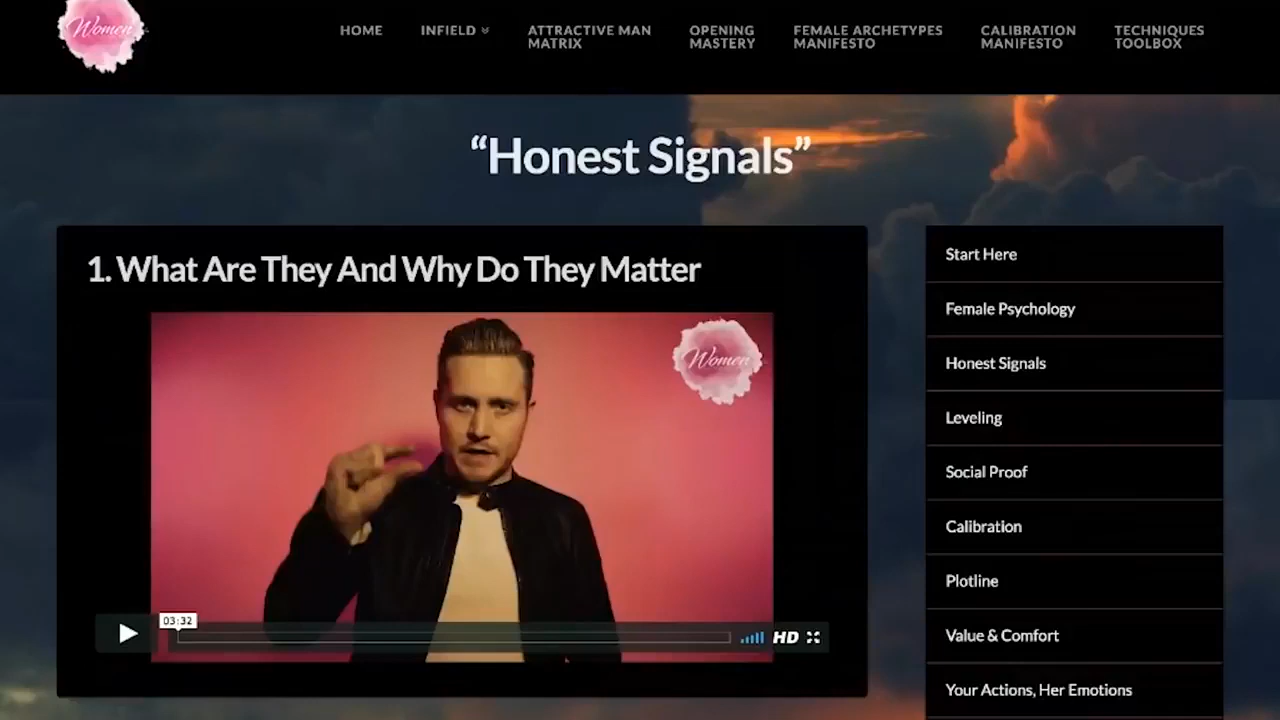 Women
HOME
INFIELD
ATTRACTIVE MAN
MATRIX
OPENING
MASTERY
FEMALE ARCHETYPES
MANIFESTO
CALIBRATION
MANIFESTO
TECHNIQUES
TOOLBOX
“Honest Signals”
1. What Are They And Why Do They Matter
Women
03:32
HD
Start Here
Female Psychology
Honest Signals
Leveling
Social Proof
Calibration
Plotline
Value & Comfort
Your Actions, Her Emotions